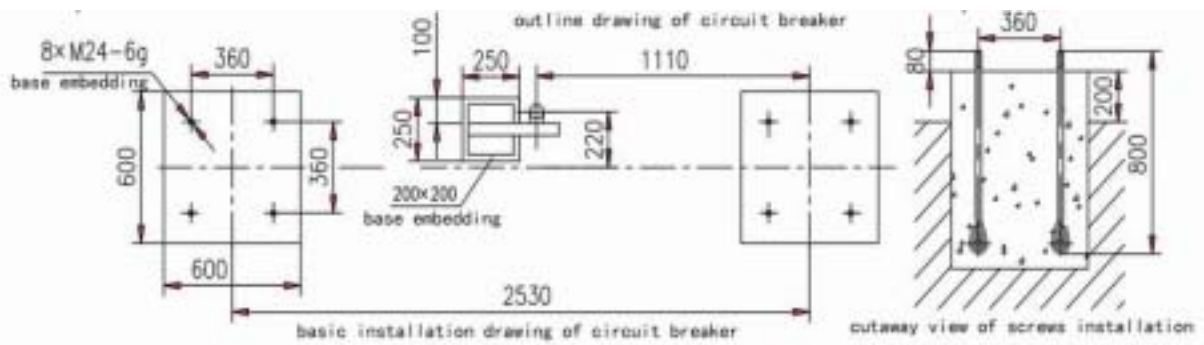 outline drawing of circuit breaker
8×M24-6g
base embedding
360
600
360
600
100
250
250
1110
220
200×200
base embedding
2530
basic installation drawing of circuit breaker
360
80
200
800
cutaway view of screws installation